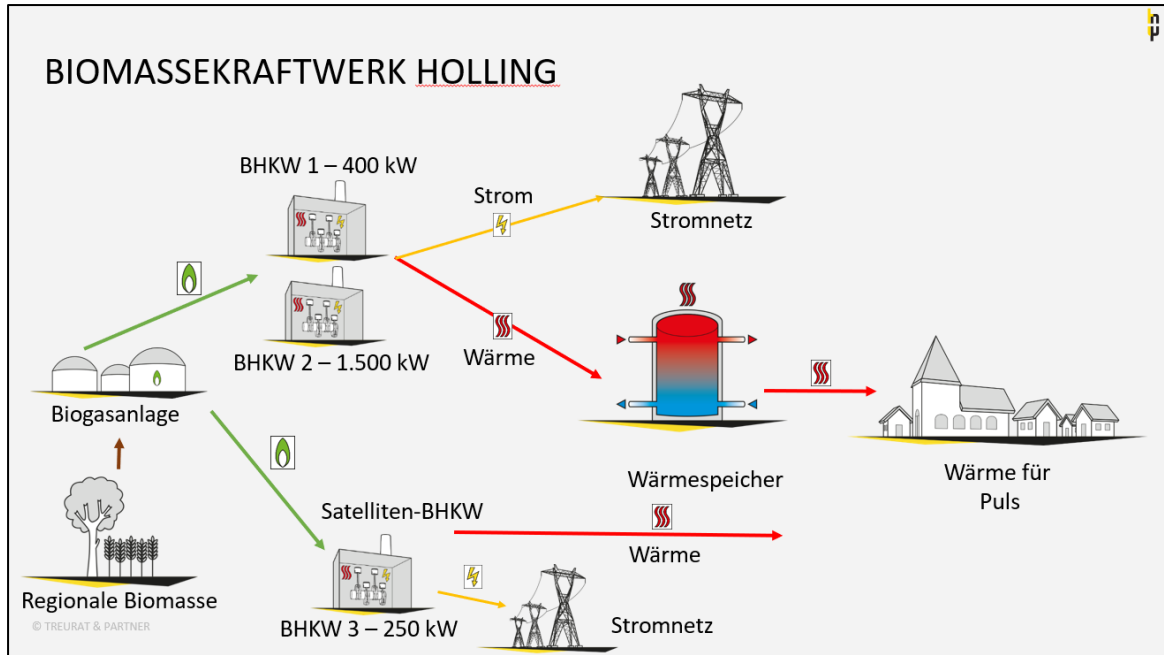 BIOMASSEKRAFTWERK HOLLING
BHKW 1 – 400 kW
Strom
Stromnetz
BHKW 2 – 1.500 kW
Wärme
Biogasanlage
Wärmespeicher
Wärme für
Puls
Satelliten-BHKW
Wärme
Regionale Biomasse
BHKW 3 – 250 kW
Stromnetz
© TREURAT & PARTNER